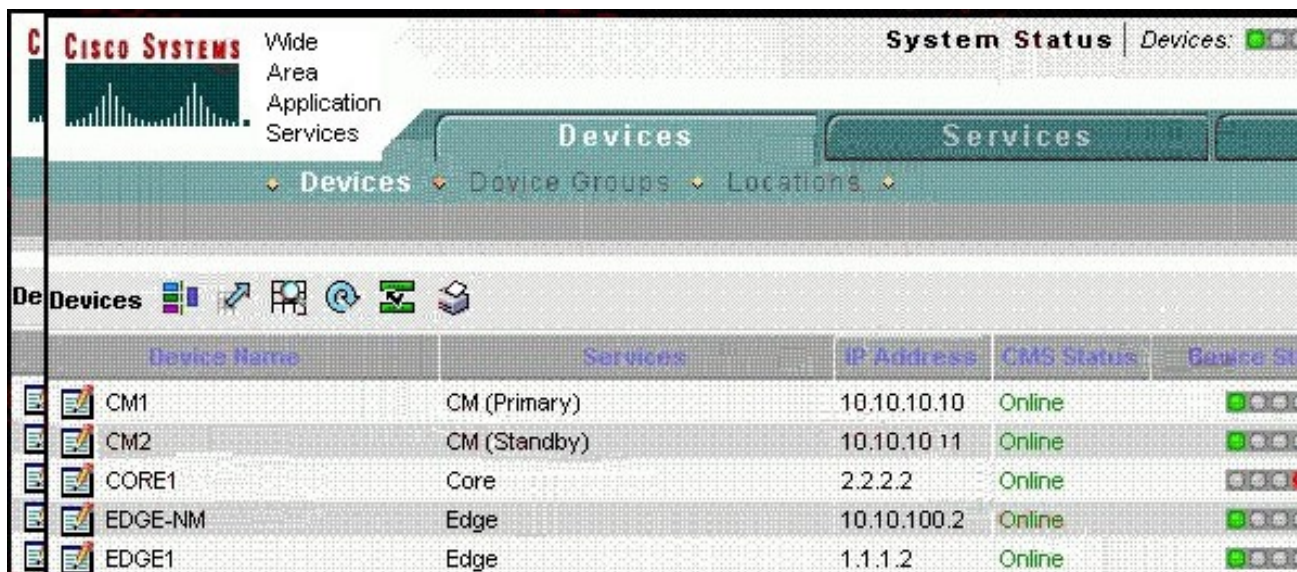 C CISCO SYSTEMS
Wide
Area
Application
Services
System Status | Devices:
Devices
Services
Devices Device Groups Locations
De Devices
Device Name Services IP Address CMS Status
CM1 CM (Primary) 10.10.10.10 Online
CM2 CM (Standby) 10.10.10 11 Online
CORE1 Core 2.2.2.2 Online
EDGE-NM Edge 10.10.100.2 Online
EDGE1 Edge 1.1.1.2 Online